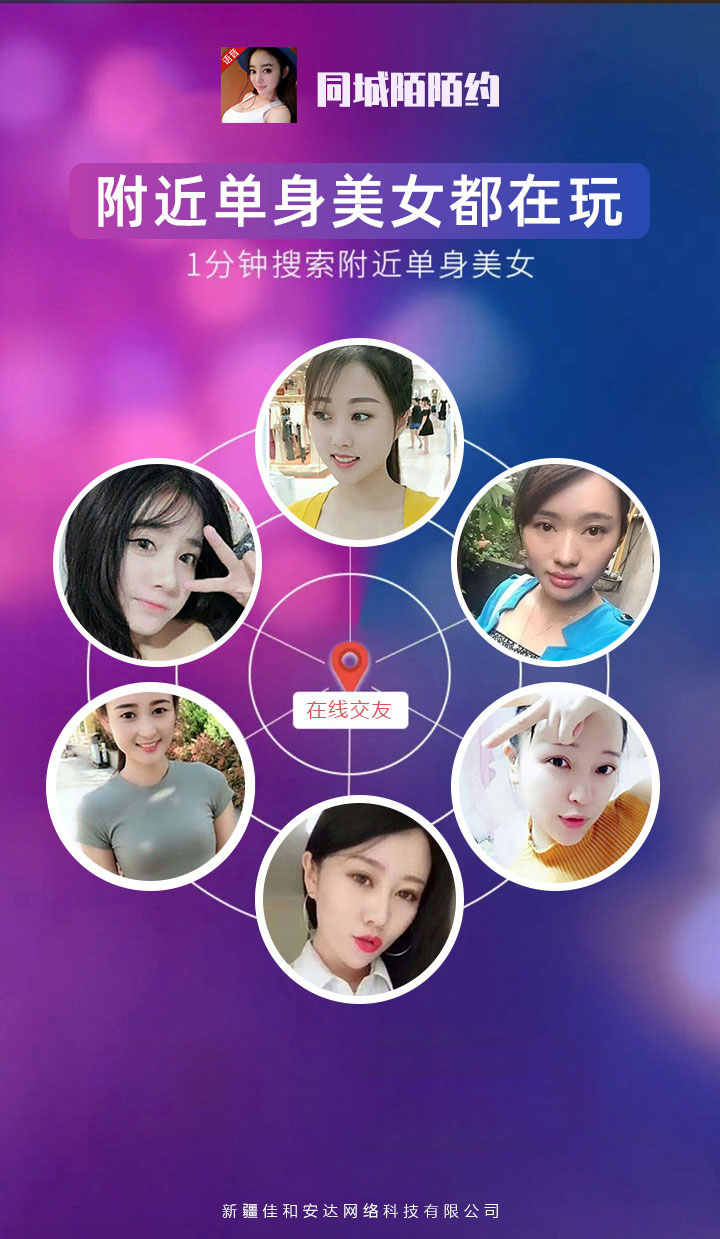 语音
同城陌陌约
附近单身美女都在玩
1分钟搜索附近单身美女
在线交友
新疆佳和安达网络科技有限公司